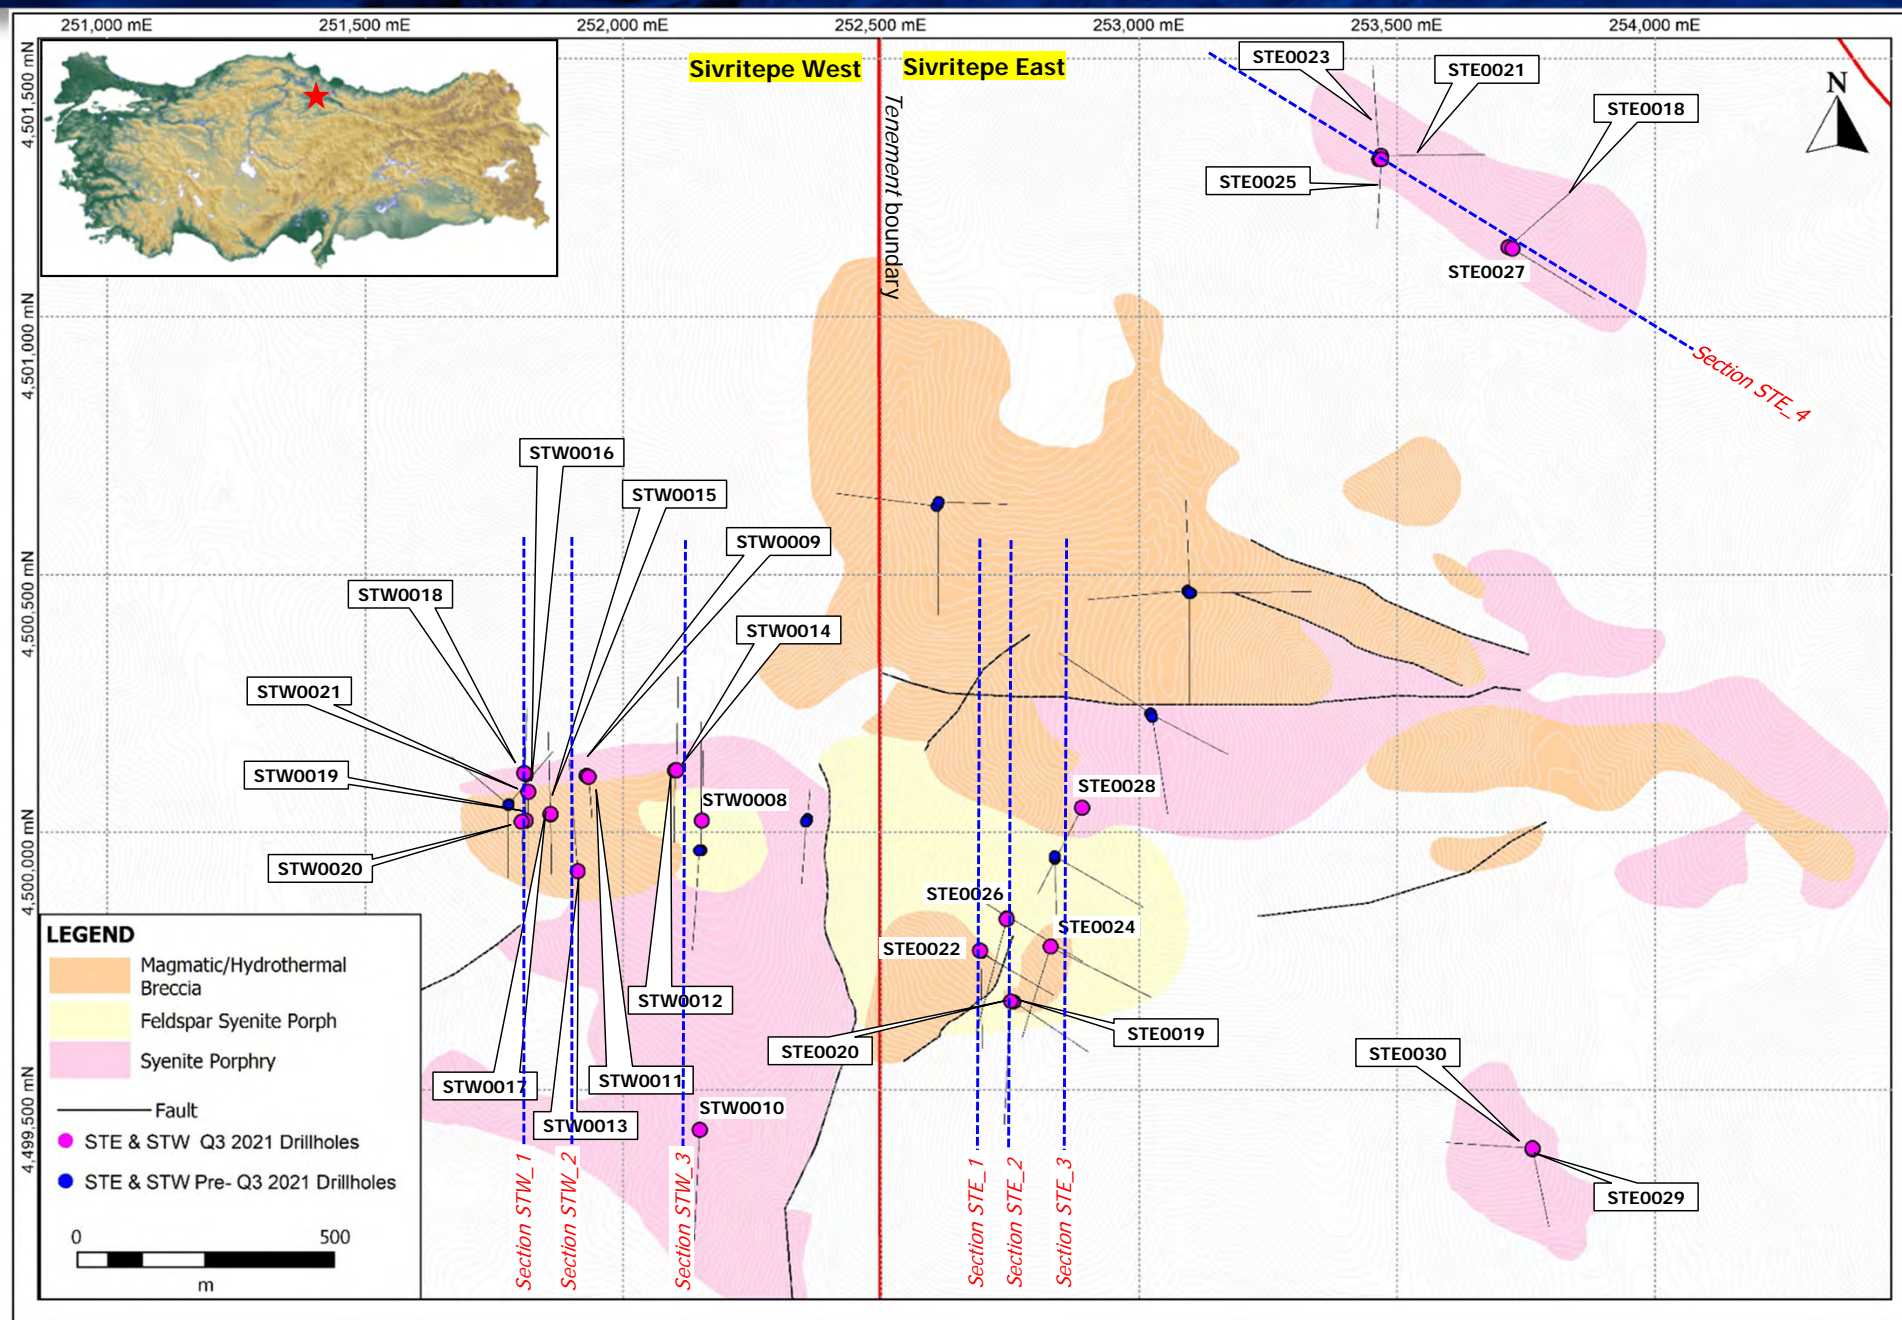 251,000 mE
251,500 mE
252,000 mE
252,500 mE
253,000 mE
253,500 mE
254,000 mE
4,501,500 mN
4,501,000 mN
4,500,500 mN
4,500,000 mN
4,499,500 mN
Sivritepe West
Sivritepe East
Tenement boundary
N
STE0023
STE0021
STE0018
STE0025
STE0027
Section STE_4
STW0016
STW0015
STW0009
STW0018
STW0014
STW0021
STW0019
STW0008
STE0028
STW0020
STE0026
STE0022
STE0024
STW0012
STE0020
STE0019
STW0017
STW0011
STE0030
STW0013
STW0010
STE0029
Section STW_1
Section STW_2
Section STW_3
Section STE_1
Section STE_2
Section STE_3
LEGEND
Magmatic/Hydrothermal
Breccia
Feldspar Syenite Porph
Syenite Porphry
Fault
STE & STW Q3 2021 Drillholes
STE & STW Pre- Q3 2021 Drillholes
0
500
m